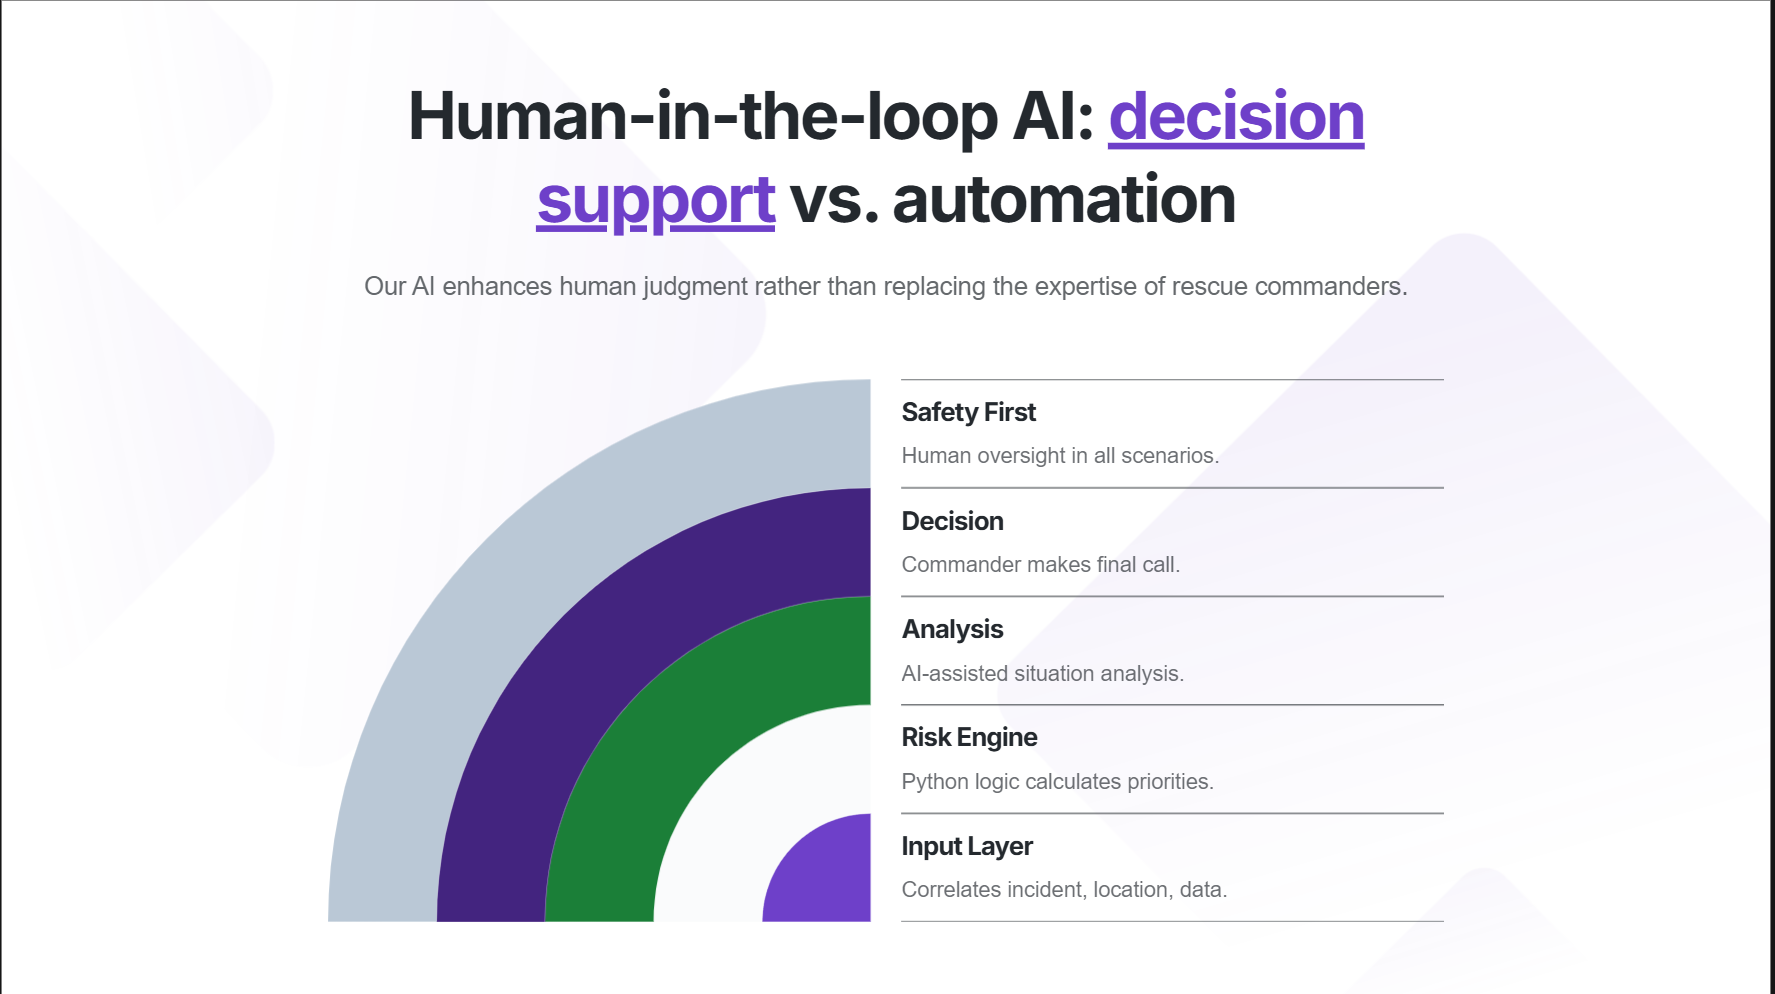 Human-in-the-loop AI: decision
support vs. automation
Our AI enhances human judgment rather than replacing the expertise of rescue commanders.
Safety First
Human oversight in all scenarios.
Decision
Commander makes final call.
Analysis
AI-assisted situation analysis.
Risk Engine
Python logic calculates priorities.
Input Layer
Correlates incident, location, data.